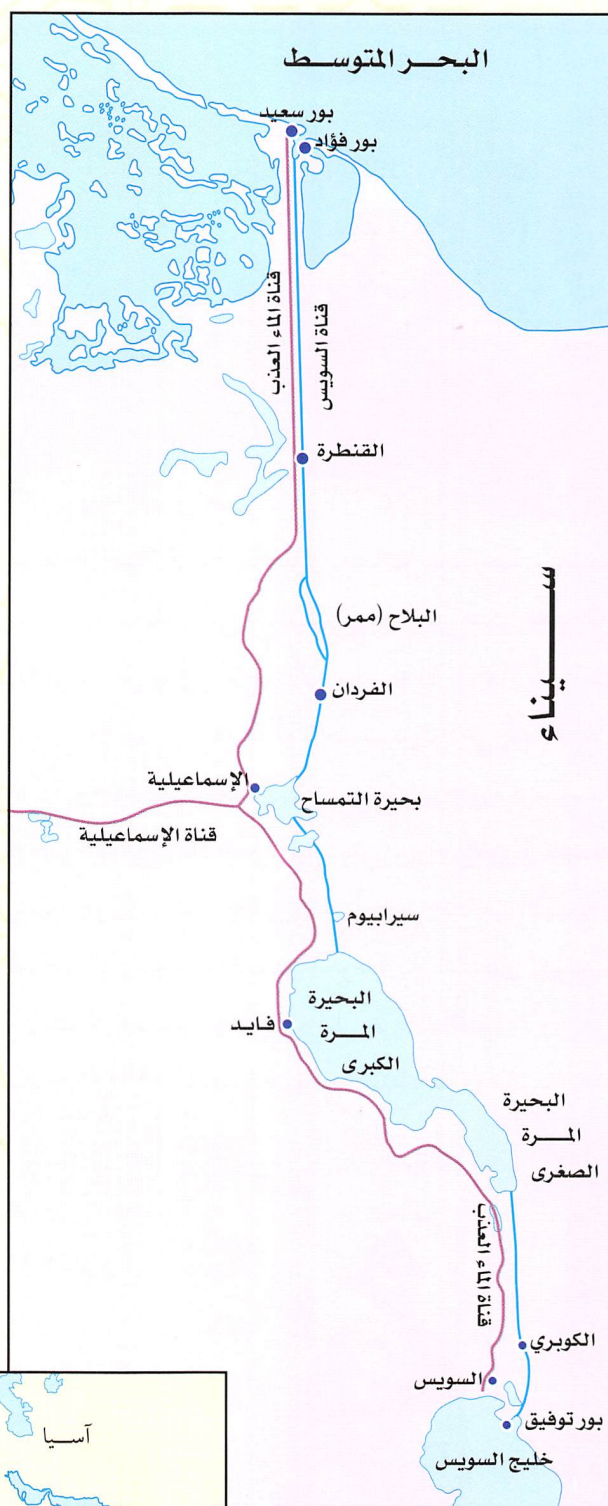 البحر المتوسط
بور سعيد
بور فؤاد
قناة الماء العذب
قناة السويس
القنطرة
سيناء
البلاح (ممر)
الفردان
الإسماعيلية
بحيرة التمساح
قناة الإسماعيلية
سيرابيوم
البحيرة
المرة
الكبرى
فايد
البحيرة
المرة
الصغرى
قناة الماء العذب
الكوبري
السويس
بور توفيق
خليج السويس
آسيا